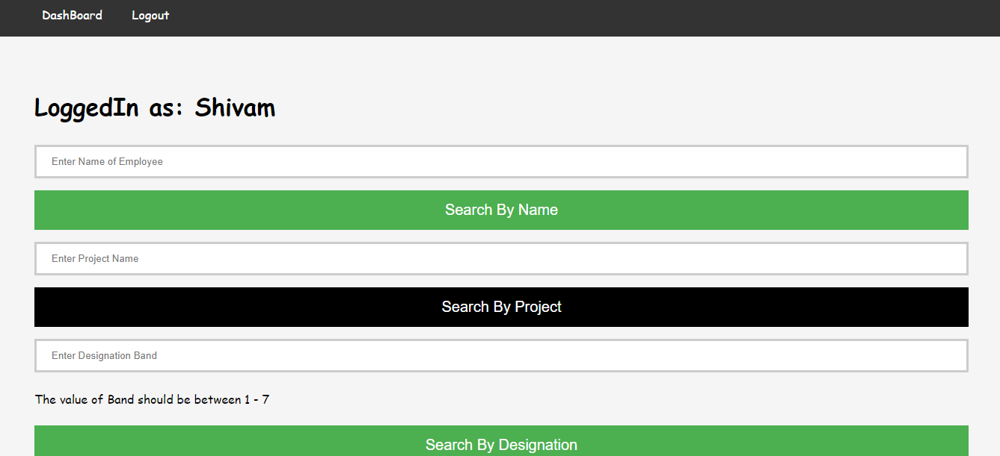 DashBoard Logout
LoggedIn as: Shivam
Enter Name of Employee
Search By Name
Enter Project Name
Search By Project
Enter Designation Band
The value of Band should be between 1 - 7
Search By Designation